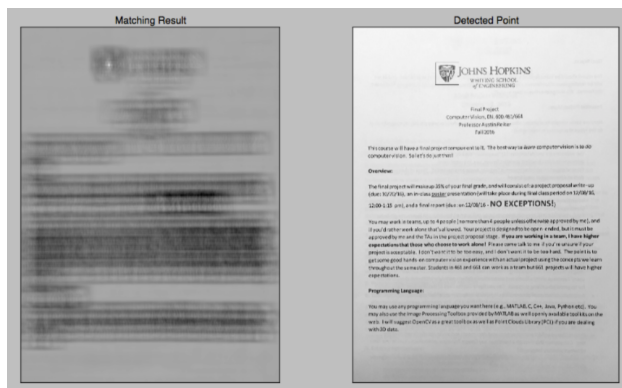 Matching Result
Detected Point
JOHNS HOPKINS
WHITING SCHOOL
of ENGINEERING
Final Project
Computer Vision, EN. 600.461/661
Professor Austin Reiter
Fall 2016
This course will have a final project component to it. The best way to learn computer vision is to do
computer vision. So let's do just that!
Overview:
The final project will make up 35% of your final grade, and will consist of a project proposal write-up
an in-class poster presentation (will take place during final class period on 12/08/16,
and a final report (due on 12/08/16 - NO EXCEPTIONS!)
You may work in teams, up to 4 people (no more than 4 people unless otherwise approved by me), and
if you'd rather work alone that's allowed. Your project is designed to be open-ended, but it must be
approved by me and the TAs in the project proposal stage. If you are working in a team, I have higher
expectations than those who choose to work alone! Please come talk to me if you're unsure if your
project is acceptable. I don't want it to be too easy, and I don't want it to be too hard. The point is to
get some good hands-on computer vision experience with an actual project using the concepts we learn
throughout the semester. Students in 461 and 661 can work as a team but 661 projects will have higher
expectations.
Programming Language:
You may use any programming language you want here (e.g., MATLAB, C, C++, Java, Python etc). You
may also use the Image Processing Toolbox provided by MATLAB as well openly available toolkits on the
web. I will suggest OpenCV as a great toolbox as well as Point Clouds Library (PCL) if you are dealing
with 3D data.